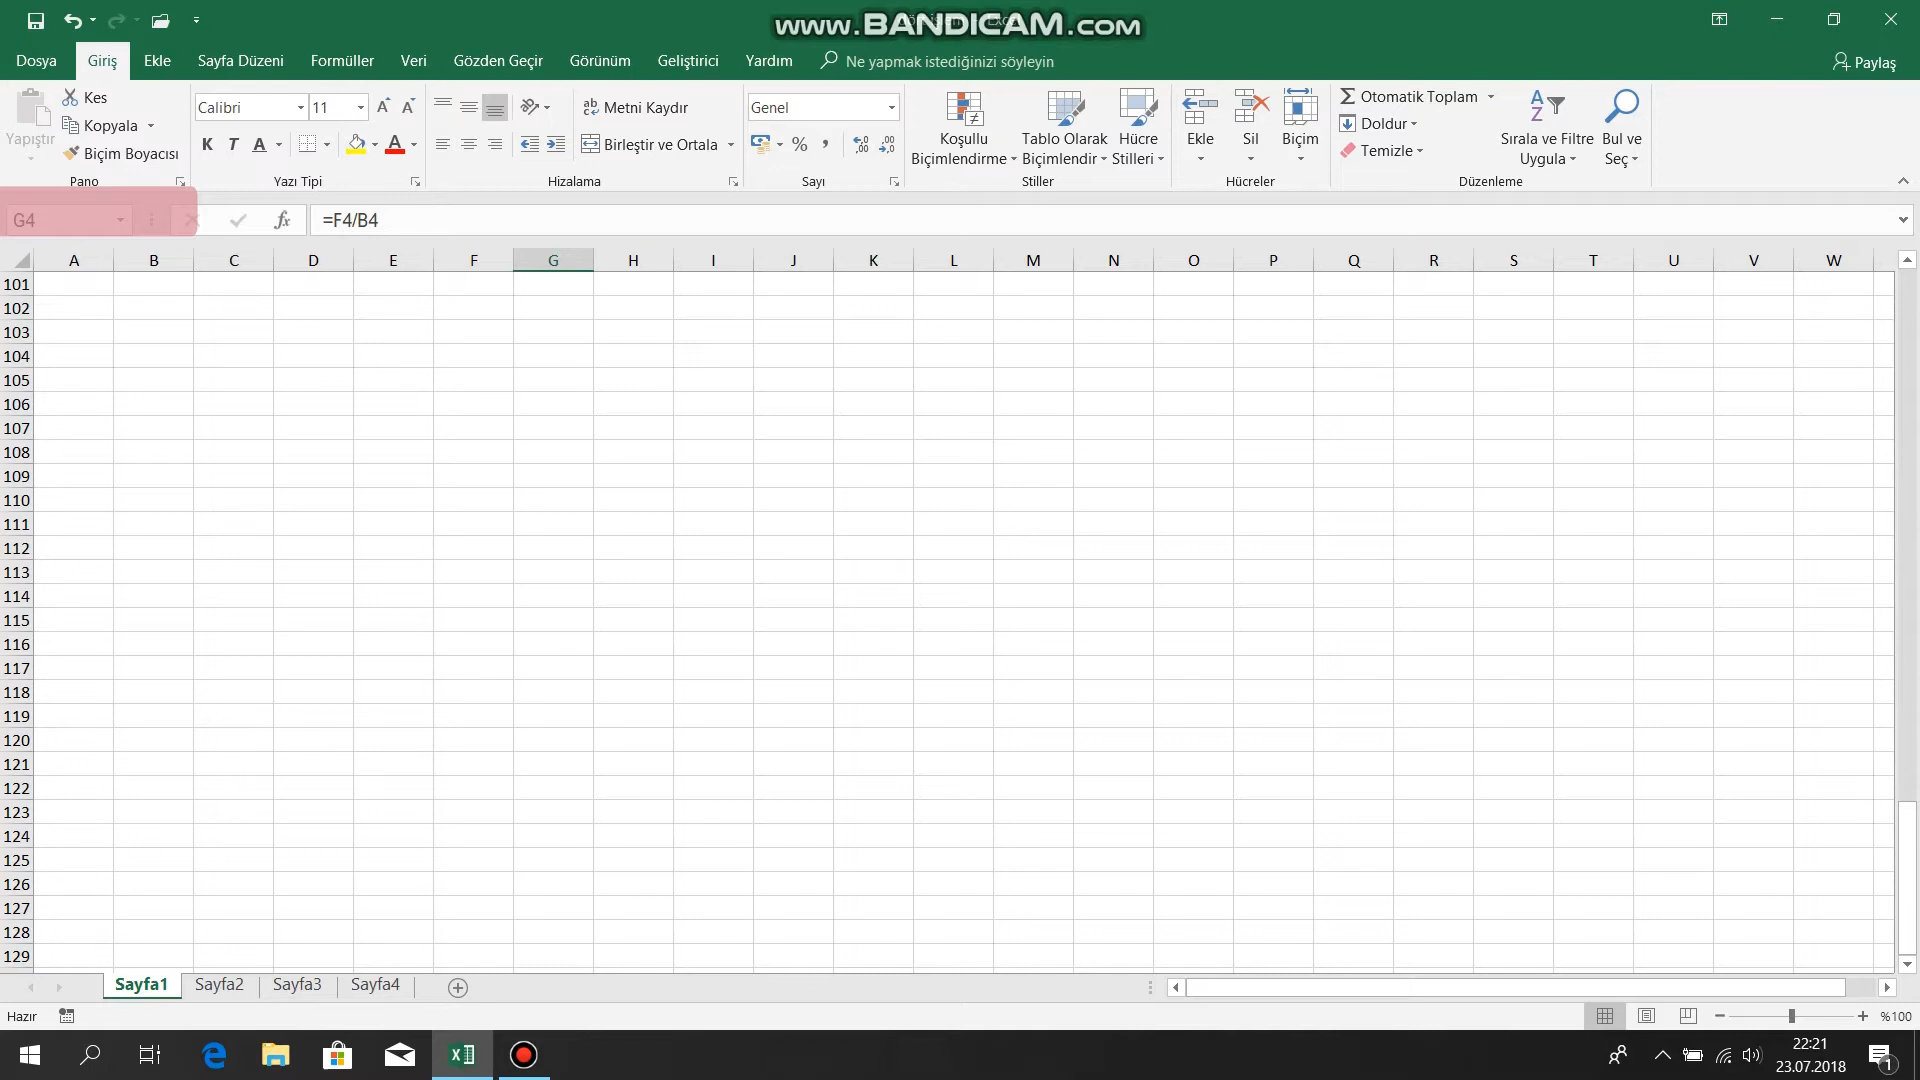 www.BANDICAM.com
Dosya Giriş Ekle Sayfa Düzeni Formüller Veri Gözden Geçir Görünüm Geliştirici Yardım Ne yapmak istediğinizi söyleyin Paylaş
Yapıştır
Kes
Kopyala
Biçim Boyacısı
Pano
Calibri 11
K T A A
Yazı Tipi
Metni Kaydır
Birleştir ve Ortala
Hizalama
Genel
%
Sayı
Koşullu Biçimlendirme
Tablo Olarak Biçimlendir
Hücre Stilleri
Stiller
Ekle
Sil
Biçim
Hücreler
Otomatik Toplam
Doldur
Temizle
Sırala ve Filtre Uygula
Bul ve Seç
Düzenleme
G4 fx =F4/B4
A B C D E F G H I J K L M N O P Q R S T U V W
101
102
103
104
105
106
107
108
109
110
111
112
113
114
115
116
117
118
119
120
121
122
123
124
125
126
127
128
129
Sayfa1 Sayfa2 Sayfa3 Sayfa4
Hazır %100
22:21
23.07.2018
1